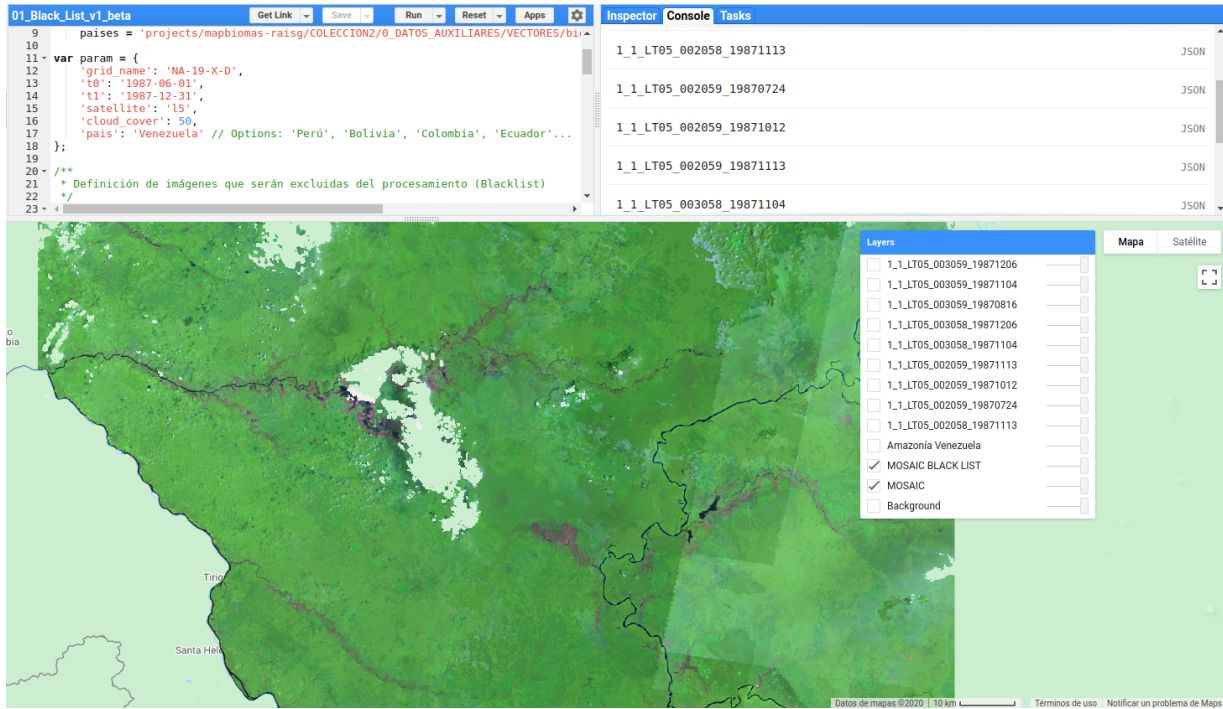 01_Black_List_v1_beta
Get Link
Save
Run
Reset
Apps
9 paises = 'projects/mapbiomas-raisg/COLECCION2/0_DATOS_AUXILIARES/VECTORES/
10
11 var param = {
12 'grid_name': 'NA-19-X-D',
13 't0': '1987-06-01',
14 't1': '1987-12-31',
15 'satellite': 'l5',
16 'cloud_cover': 50,
17 'pais': 'Venezuela' // Options: 'Perú', 'Bolivia', 'Colombia', 'Ecuador'...
18 };
19
20 /**
21 * Definición de imágenes que serán excluidas del procesamiento (Blacklist)
22 */
23
Inspector Console Tasks
1_1_LT05_002058_19871113 JSON
1_1_LT05_002059_19870724 JSON
1_1_LT05_002059_19871012 JSON
1_1_LT05_002059_19871113 JSON
1_1_LT05_003058_19871104 JSON
Layers
1_1_LT05_003059_19871206
1_1_LT05_003059_19871104
1_1_LT05_003059_19870816
1_1_LT05_003058_19871206
1_1_LT05_003058_19871104
1_1_LT05_002059_19871113
1_1_LT05_002059_19871012
1_1_LT05_002059_19870724
1_1_LT05_002058_19871113
Amazonía Venezuela
MOSAIC BLACK LIST
MOSAIC
Background
Mapa Satélite
o
bia
Tiriq
Santa Hele
Datos de mapas ©2020 10 km Términos de uso Notificar un problema de Maps